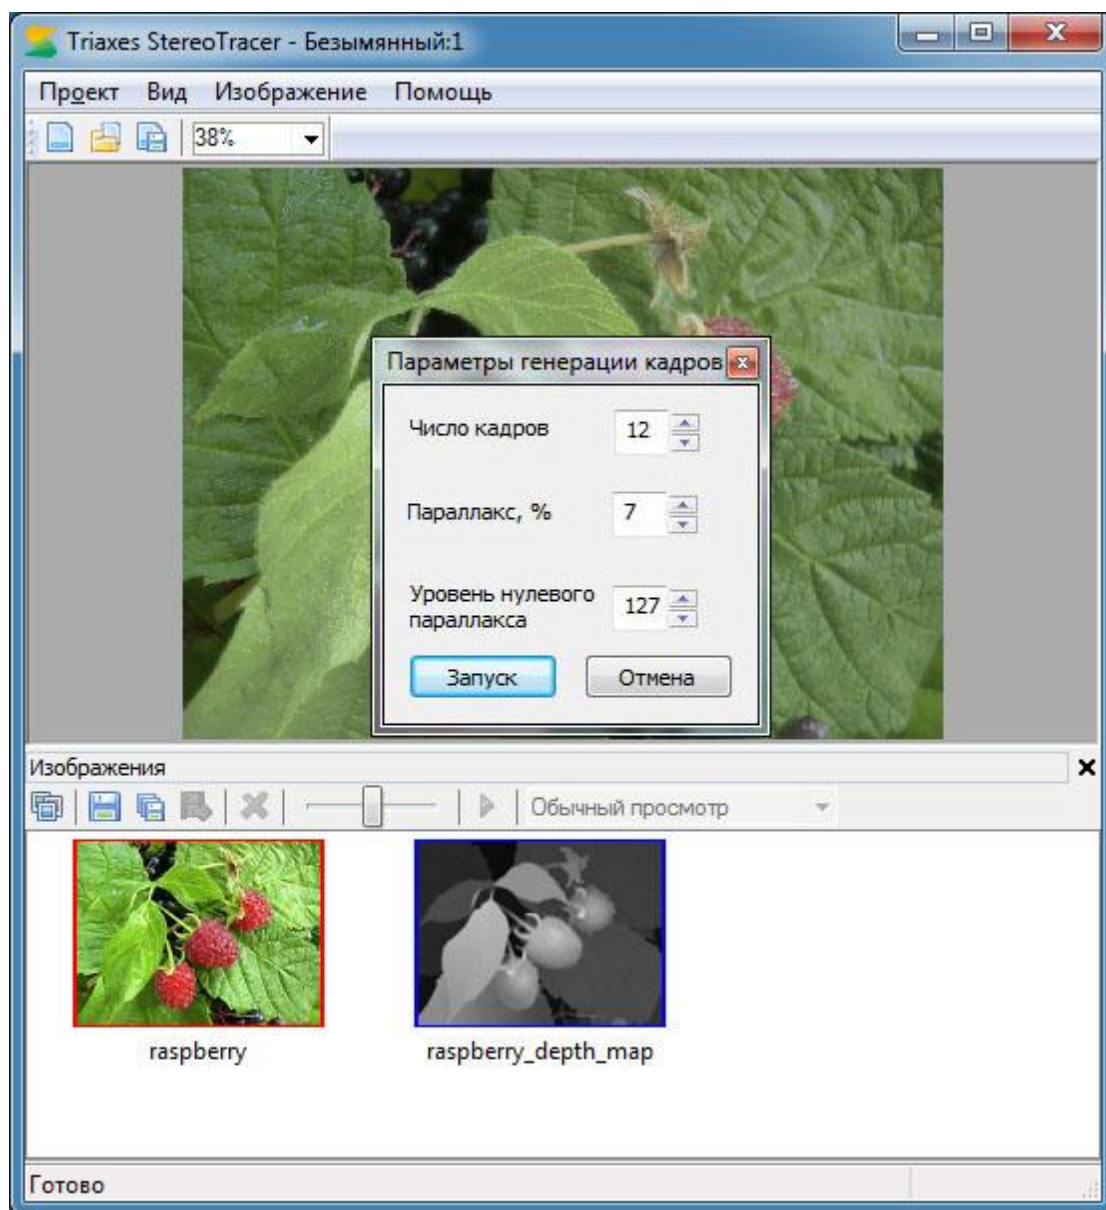 Triaxes StereoTracer - Безымянный:1
Проект Вид Изображение Помощь
38%
Параметры генерации кадров
Число кадров 12
Параллакс, % 7
Уровень нулевого
параллакса 127
Запуск Отмена
Изображения
Обычный просмотр
raspberry raspberry_depth_map
Готово